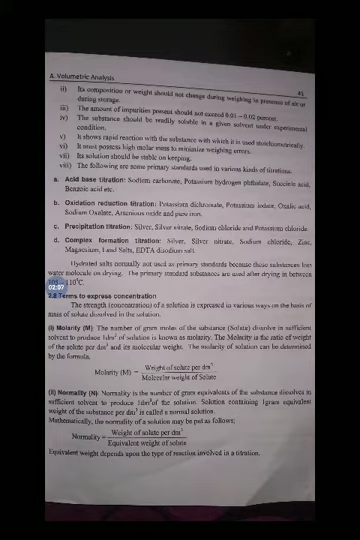 A. Volumetric Analysis
41
ii) Its composition or weight should not change during weighing in presence of air or
during storage.
iii) The amount of impurities present should not exceed 0.01 – 0.02 percent.
iv) The substance should be readily soluble in a given solvent under experimental
condition.
v) It shows rapid reaction with the substance with which it is used stoichiometrically.
vi) It must possess high molar mass to minimize weighing errors.
vii) Its solution should be stable on keeping.
viii) The following are some primary standards used in various kinds of titrations.
a. Acid base titration: Sodium carbonate, Potassium hydrogen phthalate, Succinic acid,
Benzoic acid etc.
b. Oxidation reduction titration: Potassium dichromate, Potassium iodate, Oxalic acid,
Sodium Oxalate, Arsenious oxide and pure iron.
c. Precipitation titration: Silver, Silver nitrate, Sodium chloride and Potassium chloride.
d. Complex formation titration: Silver, Silver nitrate, Sodium chloride, Zinc,
Magnesium, Lead Salts, EDTA disodium salt.
Hydrated salts normally not used as primary standards because these substances lost
water molecule on drying. The primary standard substances are used after drying in between
110°C.
02:07
2.8 Terms to express concentration
The strength (concentration) of a solution is expressed in various ways on the basis of
mass of solute dissolved in the solution.
(i) Molarity (M): The number of gram moles of the substance (Solute) dissolve in sufficient
solvent to produce 1dm³ of solution is known as molarity. The Molarity is the ratio of weight
of the solute per dm³ and its molecular weight. The molarity of solution can be determined
by the formula,
Molarity (M) = Weight of solute per dm³
Molecular weight of Solute
(ii) Normality (N): Normality is the number of gram equivalents of the substance dissolves in
sufficient solvent to produce 1dm³ of the solution. Solution containing 1gram equivalent
weight of the substance per dm³ is called a normal solution.
Mathematically, the normality of a solution may be put as follows;
Normality = Weight of solute per dm³
Equivalent weight of solute
Equivalent weight depends upon the type of reaction involved in a titration.